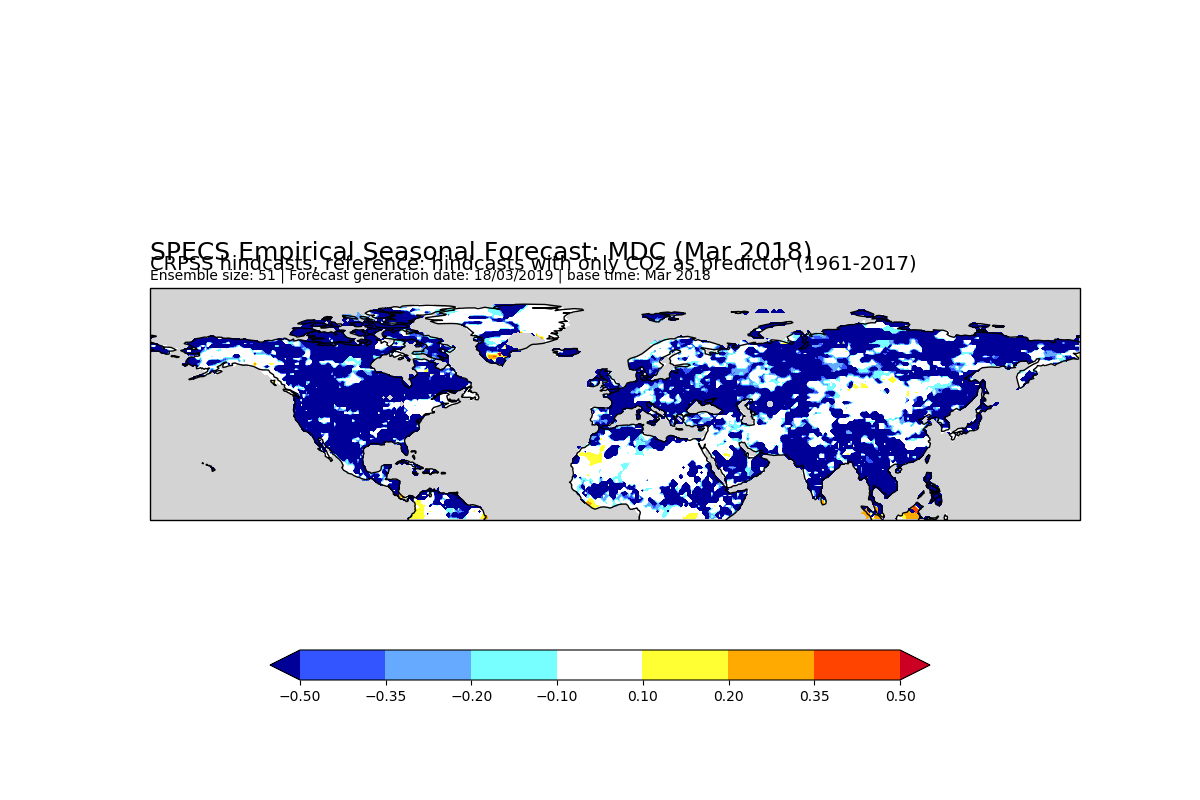 SPECS Empirical Seasonal Forecast: MDC (Mar 2018)
CRPSS hindcasts, reference: hindcasts with only CO2 as predictor (1961-2017)
Ensemble size: 51 | Forecast generation date: 18/03/2019 | base time: Mar 2018
−0.50 −0.35 −0.20 −0.10 0.10 0.20 0.35 0.50